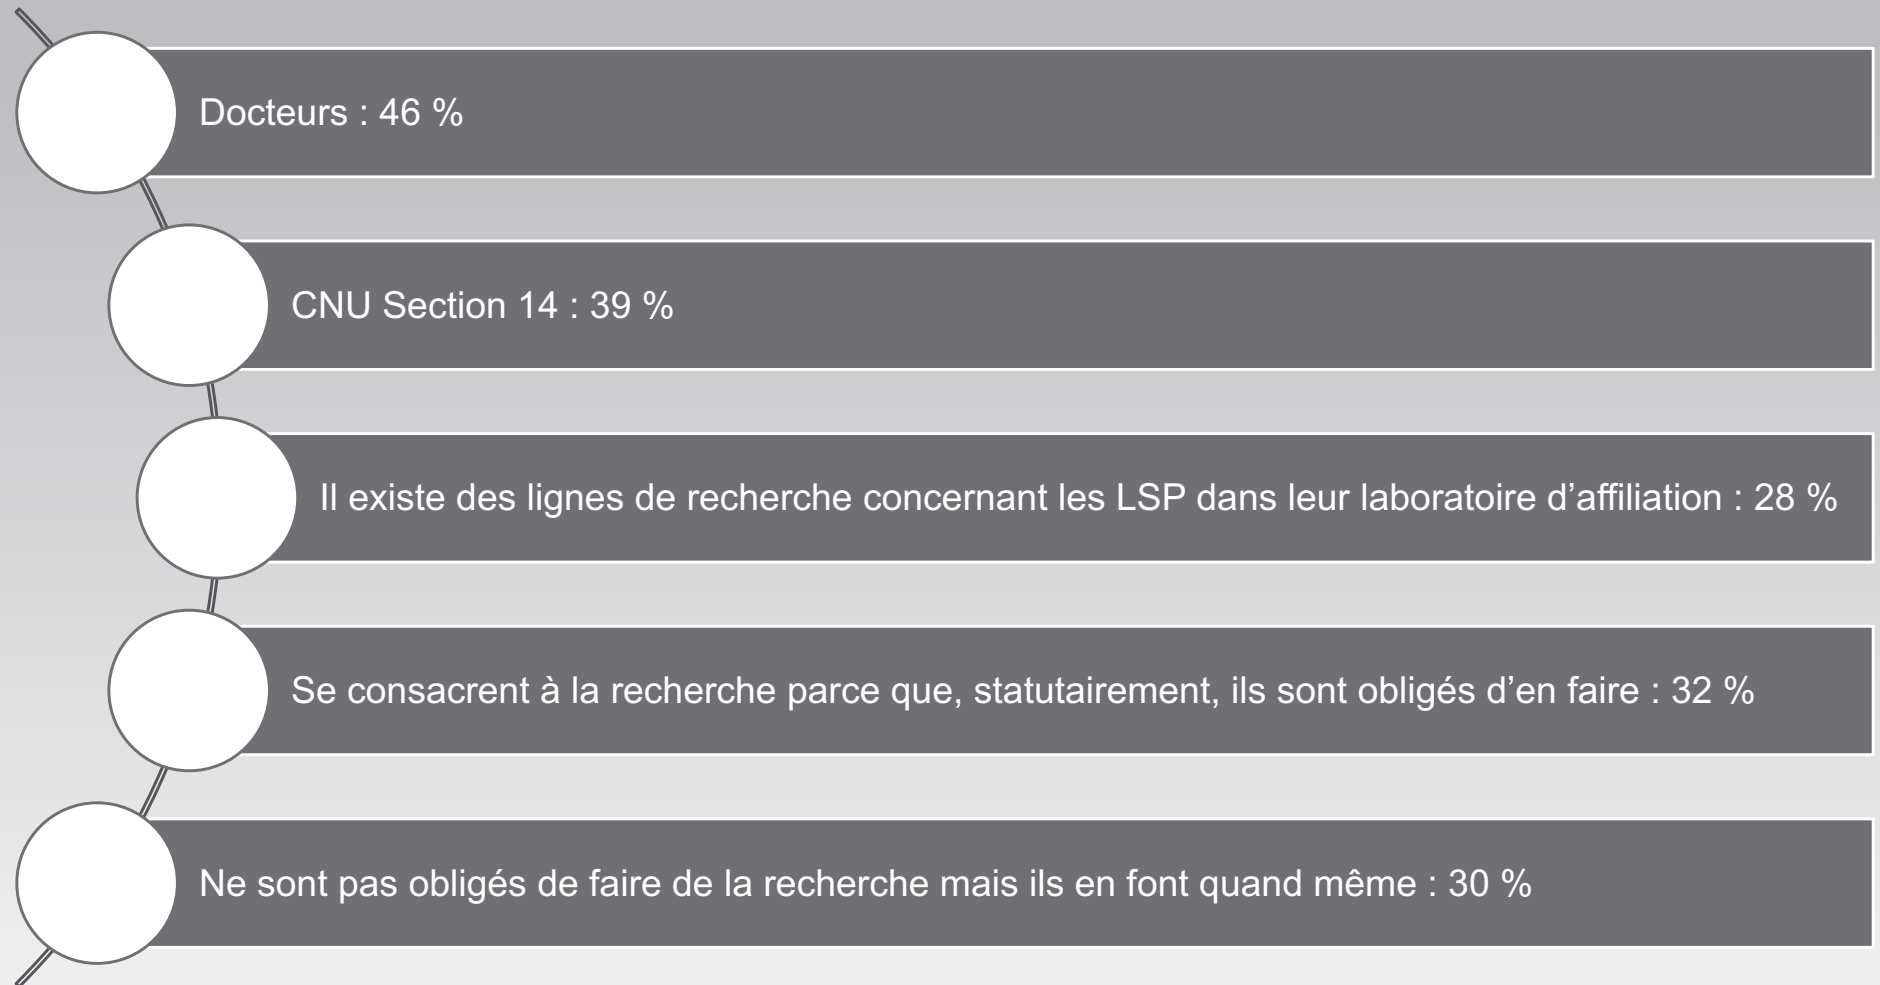 Docteurs : 46 %
CNU Section 14 : 39 %
Il existe des lignes de recherche concernant les LSP dans leur laboratoire d’affiliation : 28 %
Se consacrent à la recherche parce que, statutairement, ils sont obligés d’en faire : 32 %
Ne sont pas obligés de faire de la recherche mais ils en font quand même : 30 %